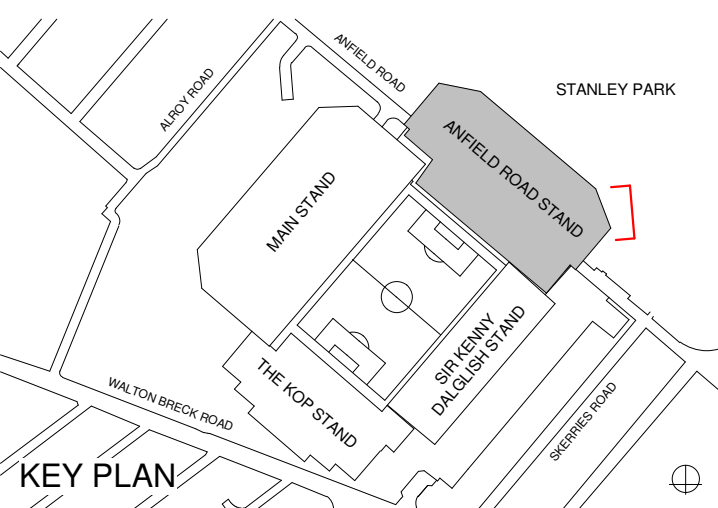 ANFIELD ROAD
STANLEY PARK
ALROY ROAD
ANFIELD ROAD STAND
MAIN STAND
SIR KENNY
DALGLISH STAND
THE KOP STAND
WALTON BRECK ROAD
SKERRIES ROAD
KEY PLAN